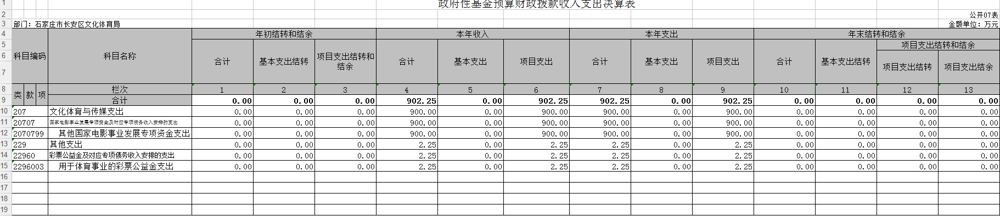 1 政府性基金预算财政拨款收入支出决算表
2 公开07表
3 部门：石家庄市长安区文化体育局 金额单位：万元
4 科目编码 科目名称 年初结转和结余 本年收入 本年支出 年末结转和结余
5 合计 基本支出结转 项目支出结转和结余 合计 基本支出 项目支出 合计 基本支出 项目支出 合计 基本支出结转 项目支出结转和结余
6
7 项目支出结转 项目支出结余
8 类 款 项 栏次 1 2 3 4 5 6 7 8 9 10 11 12 13
9 合计 0.00 0.00 0.00 902.25 0.00 902.25 902.25 0.00 902.25 0.00 0.00 0.00 0.00
10 207 文化体育与传媒支出 0.00 0.00 0.00 900.00 0.00 900.00 900.00 0.00 900.00 0.00 0.00 0.00 0.00
11 20707 国家电影事业发展专项资金及对应专项债务收入安排的支出 0.00 0.00 0.00 900.00 0.00 900.00 900.00 0.00 900.00 0.00 0.00 0.00 0.00
12 2070799 其他国家电影事业发展专项资金支出 0.00 0.00 0.00 900.00 0.00 900.00 900.00 0.00 900.00 0.00 0.00 0.00 0.00
13 229 其他支出 0.00 0.00 0.00 2.25 0.00 2.25 2.25 0.00 2.25 0.00 0.00 0.00 0.00
14 22960 彩票公益金及对应专项债务收入安排的支出 0.00 0.00 0.00 2.25 0.00 2.25 2.25 0.00 2.25 0.00 0.00 0.00 0.00
15 2296003 用于体育事业的彩票公益金支出 0.00 0.00 0.00 2.25 0.00 2.25 2.25 0.00 2.25 0.00 0.00 0.00 0.00
16
17
18
19